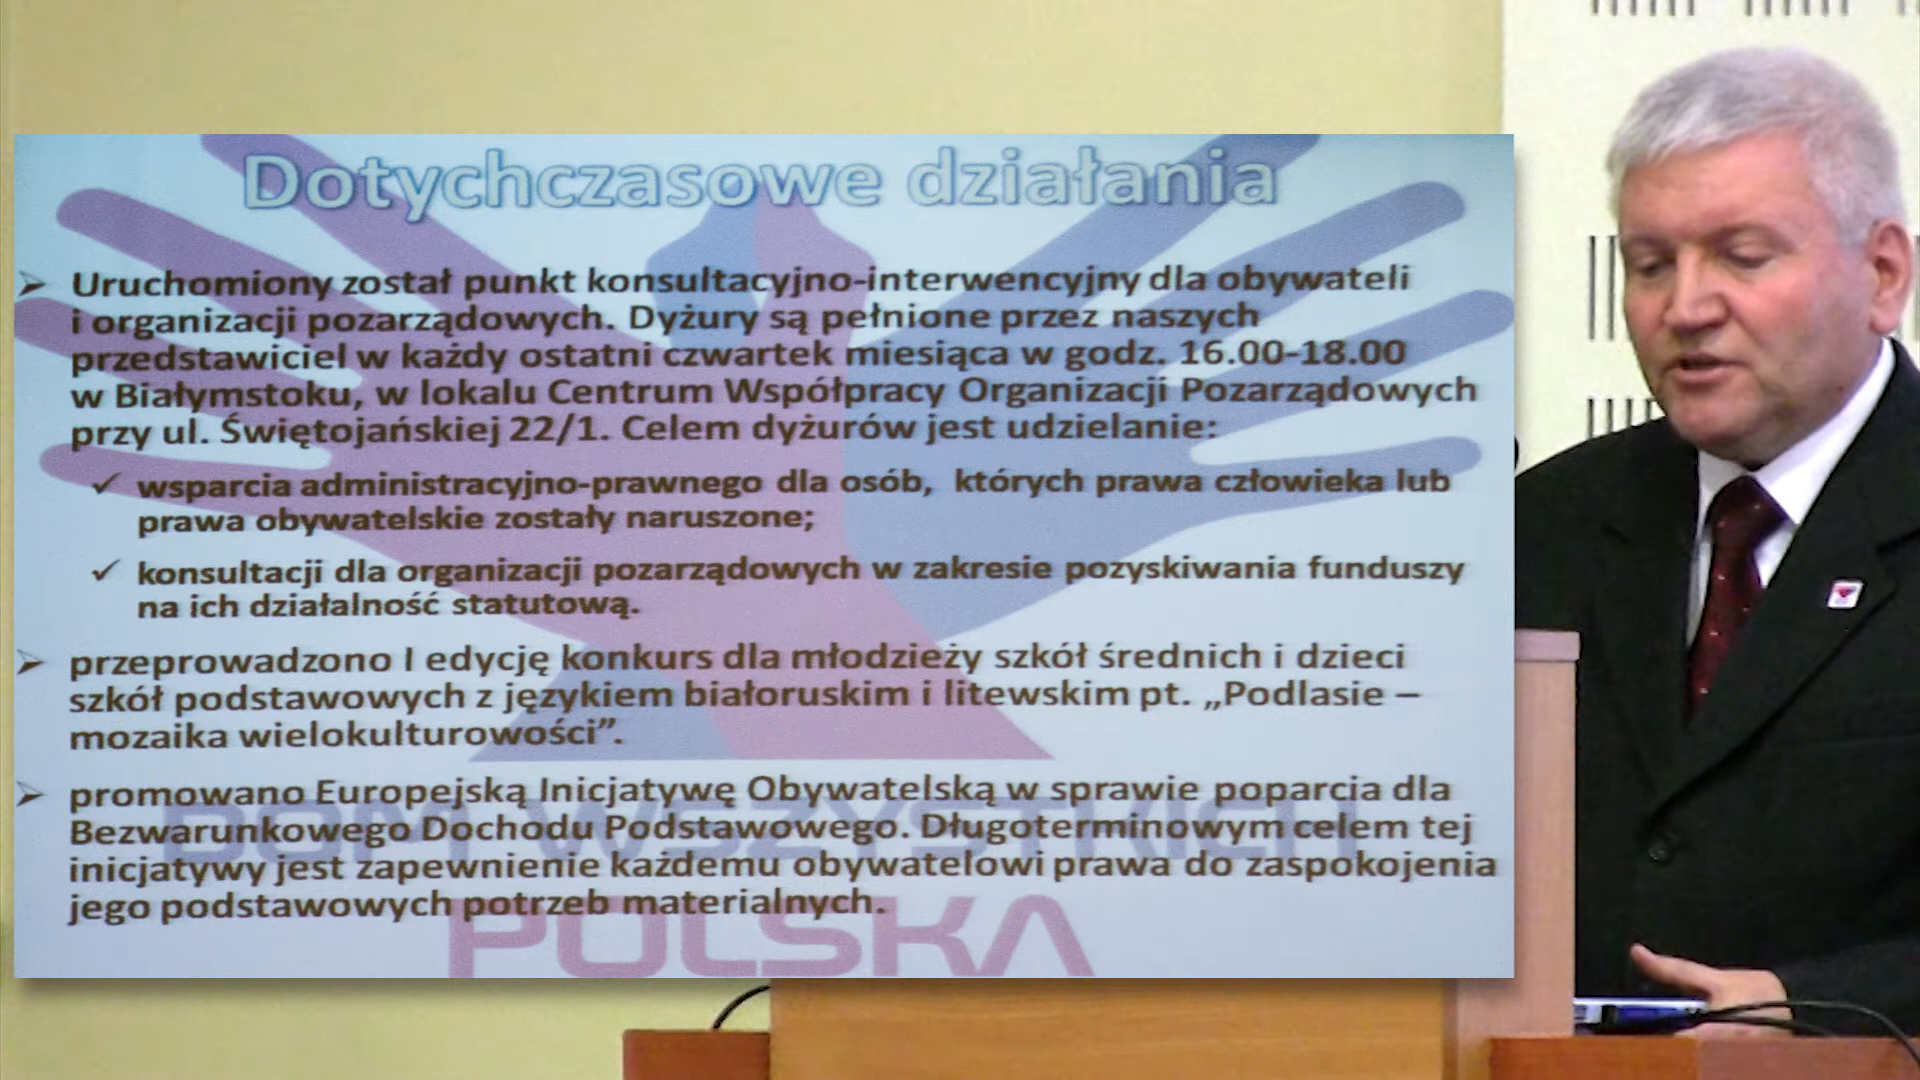 Dotychczasowe działania
➢ Uruchomiony został punkt konsultacyjno-interwencyjny dla obywateli
i organizacji pozarządowych. Dyżury są pełnione przez naszych
przedstawiciel w każdy ostatni czwartek miesiąca w godz. 16.00-18.00
w Białymstoku, w lokalu Centrum Współpracy Organizacji Pozarządowych
przy ul. Świętojańskiej 22/1. Celem dyżurów jest udzielanie:
✓ wsparcia administracyjno-prawnego dla osób, których prawa człowieka lub
prawa obywatelskie zostały naruszone;
✓ konsultacji dla organizacji pozarządowych w zakresie pozyskiwania funduszy
na ich działalność statutową.
➢ przeprowadzono I edycję konkurs dla młodzieży szkół średnich i dzieci
szkół podstawowych z językiem białoruskim i litewskim pt. „Podlasie –
mozaika wielokulturowości”.
➢ promowano Europejską Inicjatywę Obywatelską w sprawie poparcia dla
Bezwarunkowego Dochodu Podstawowego. Długoterminowym celem tej
inicjatywy jest zapewnienie każdemu obywatelowi prawa do zaspokojenia
jego podstawowych potrzeb materialnych.
DOM WSZYSTKICH
POLSKA